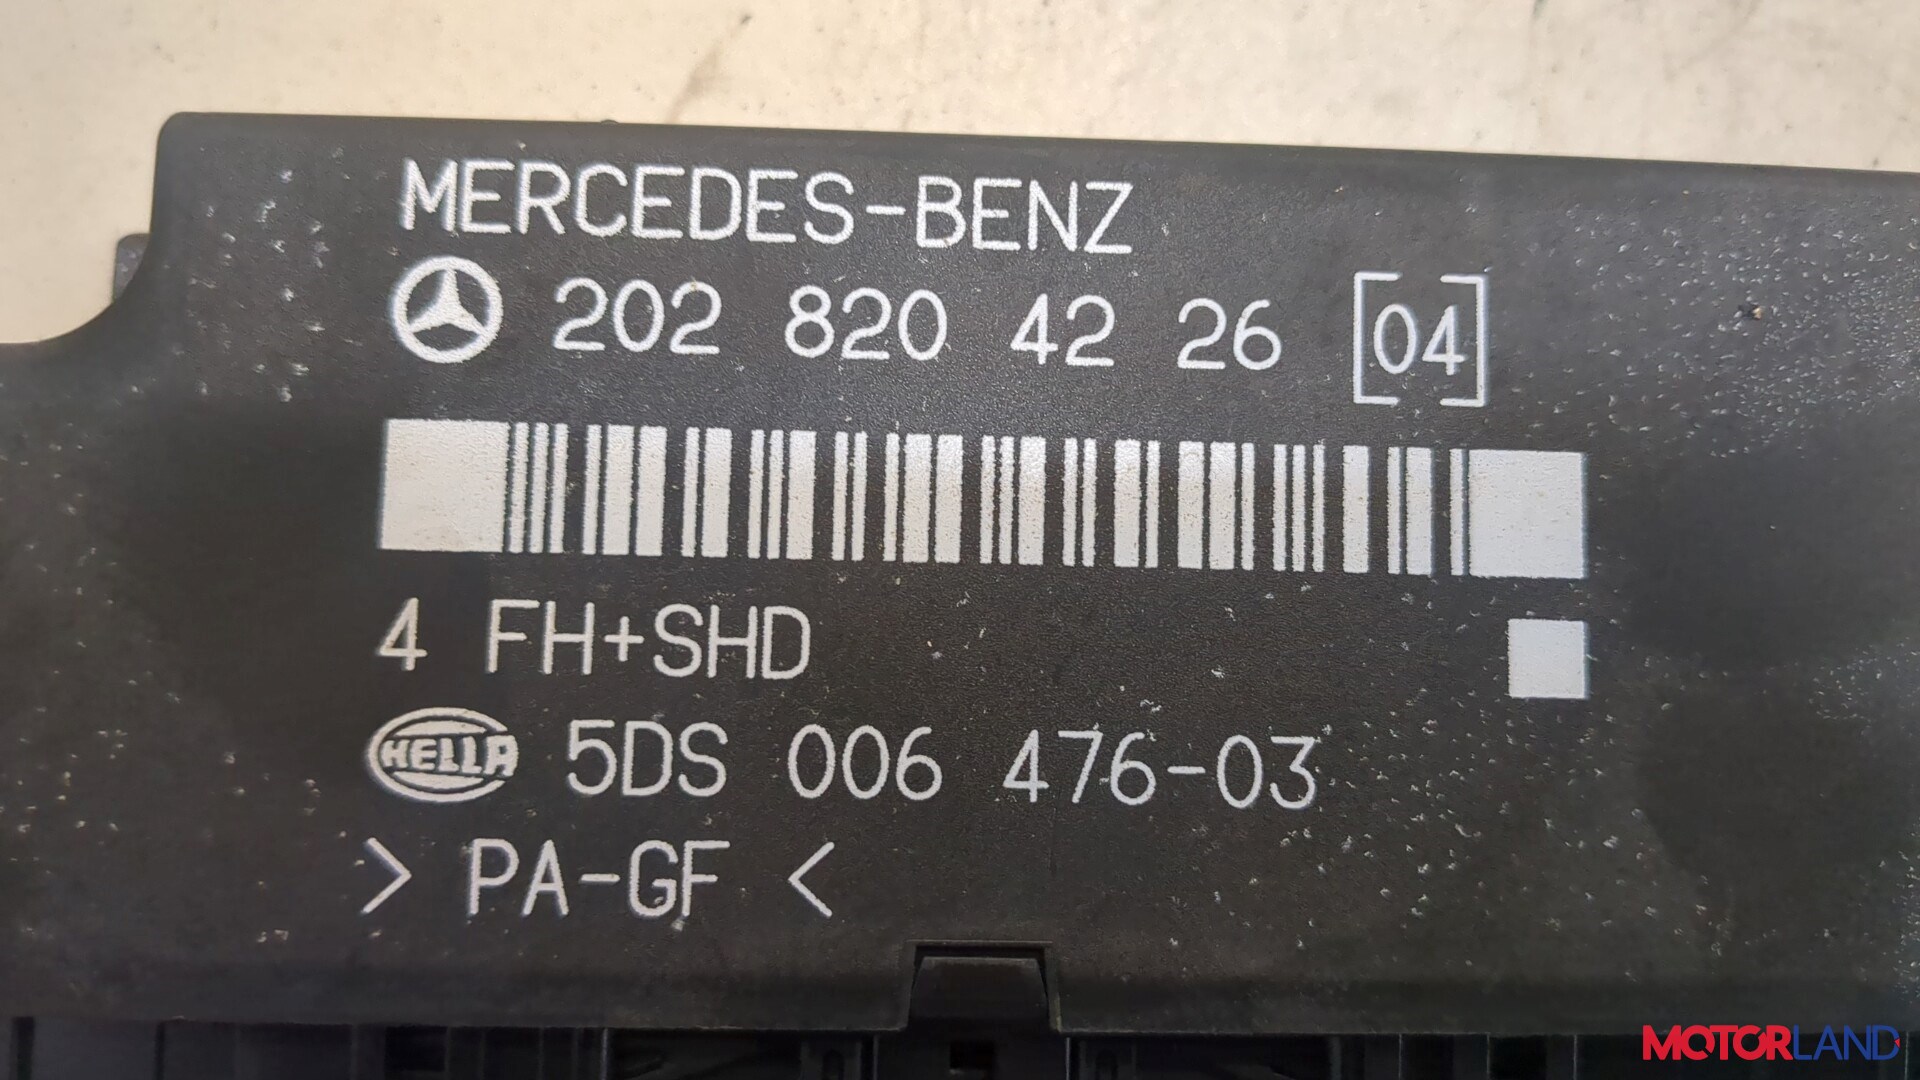 MERCEDES-BENZ
202 820 42 26 [04]
4 FH+SHD
HELLA 5DS 006 476-03
> PA-GF <
MOTORLAND